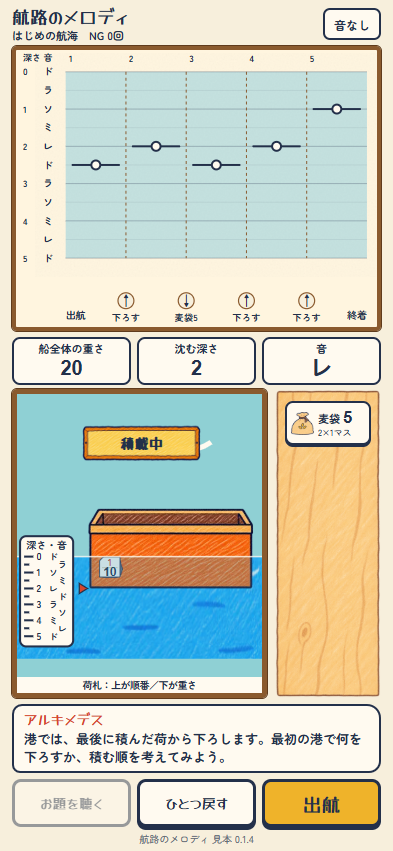 航路のメロディ
はじめの航海 NG 0回
音なし
深さ 音 1 2 3 4 5
0 ド
ラ
1 ソ
ミ
2 レ
ド
3 ラ
ソ
4 ミ
レ
5 ド
出航 下ろす 麦袋5 下ろす 下ろす 終着
船全体の重さ
20
沈む深さ
2
音
レ
積載中
麦袋 5
2×1マス
1
10
深さ・音
0 ド
ラ
1 ソ
ミ
2 レ
ド
3 ラ
ソ
4 ミ
レ
5 ド
荷札：上が順番／下が重さ
アルキメデス
港では、最後に積んだ荷から下ろします。最初の港で何を
下ろすか、積む順を考えてみよう。
お題を聴く
ひとつ戻す
出航
航路のメロディ 見本 0.1.4